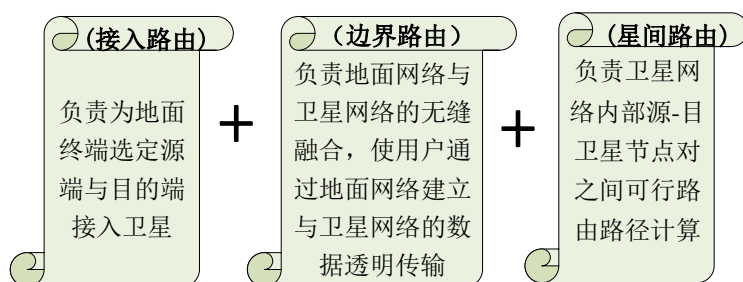 (接入路由)
负责为地面
终端选定源
端与目的端
接入卫星
+
(边界路由)
负责地面网络与
卫星网络的无缝
融合，使用户通
过地面网络建立
与卫星网络的数
据透明传输
+
(星间路由)
负责卫星网
络内部源-目
卫星节点对
之间可行路
由路径计算